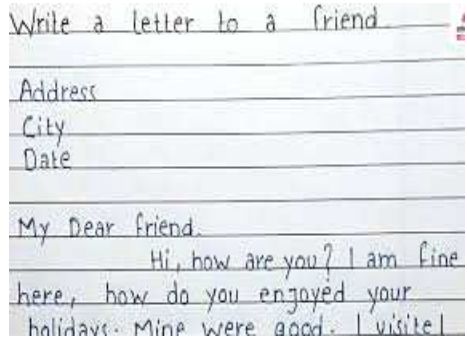 Write a letter to a friend
Address
City
Date
My Dear friend.
Hi, how are you? I am fine
here, how do you enjoyed your
holidays. Mine were good. I